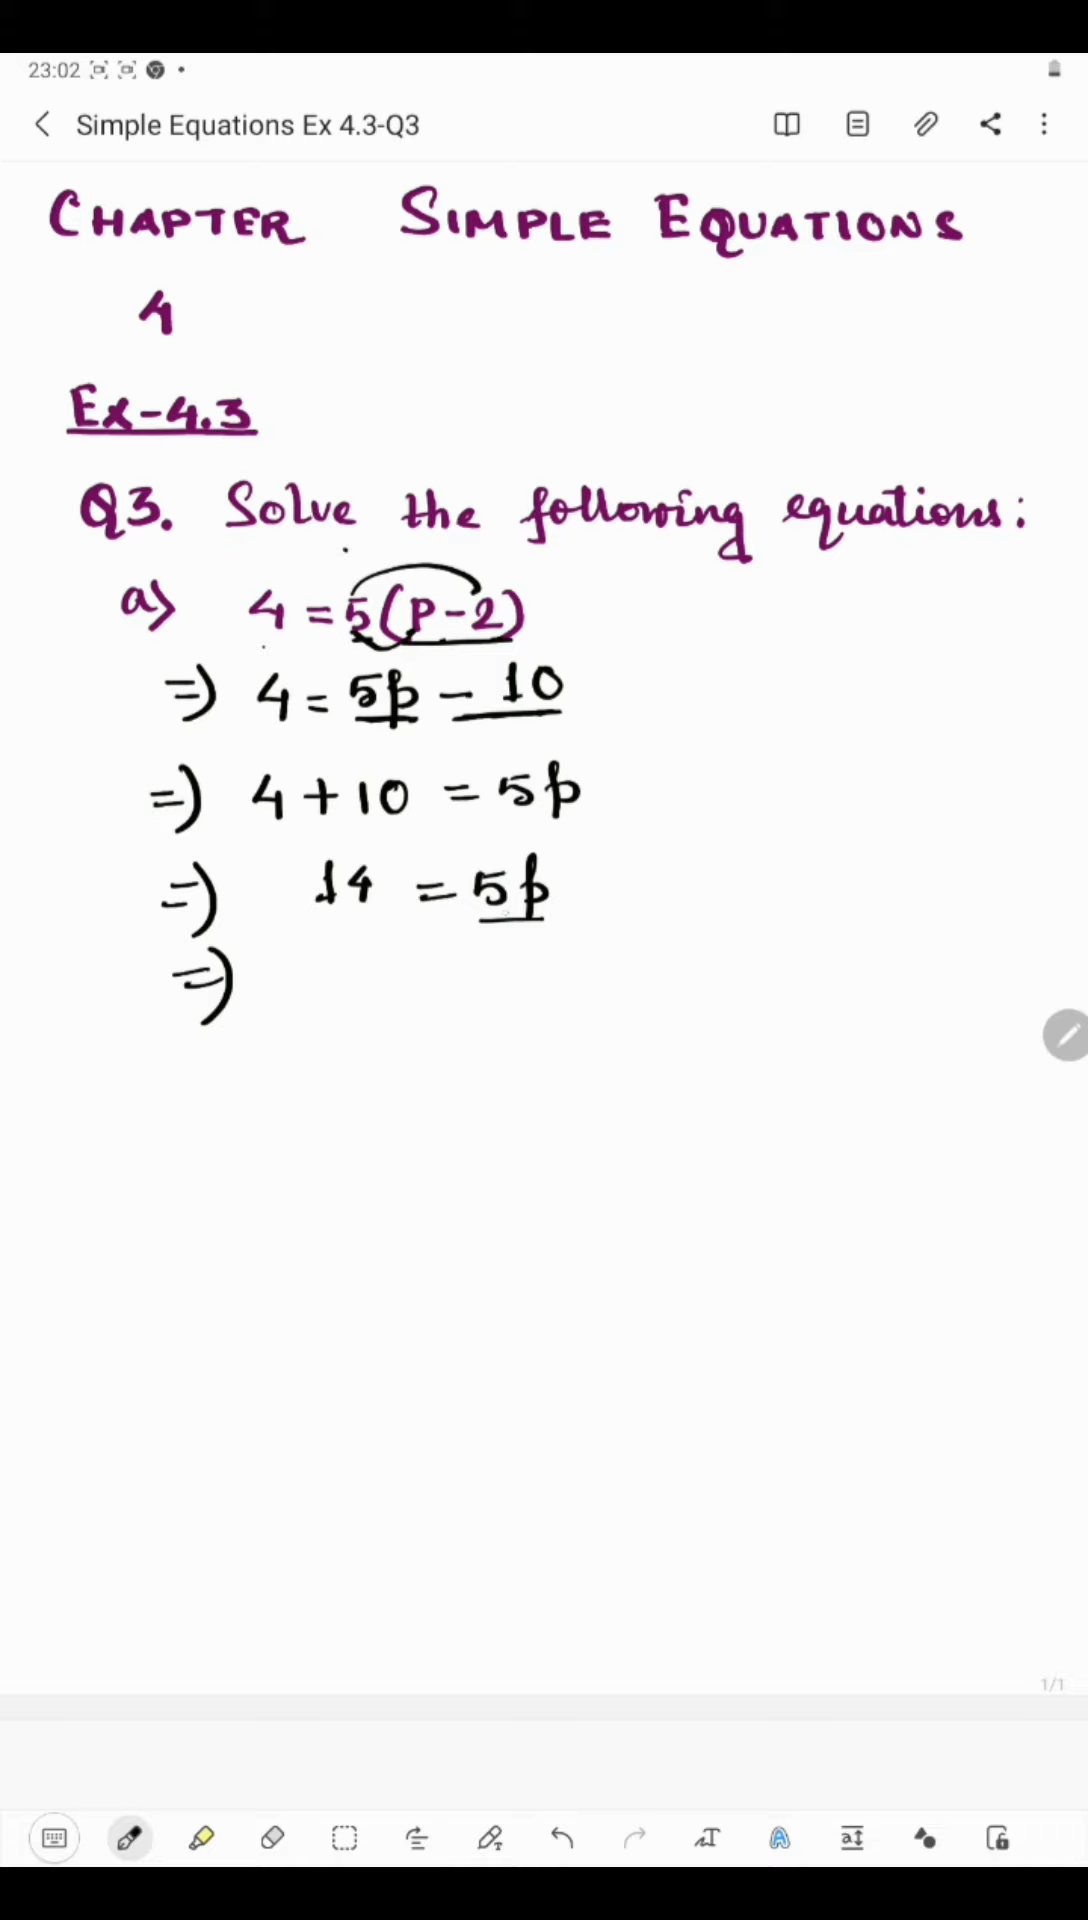 23:02
Simple Equations Ex 4.3-Q3
CHAPTER SIMPLE EQUATIONS
4
Ex-4.3
Q3. Solve the following equations:
a) 4 = 5(P-2)
=) 4 = 5p - 10
=) 4 + 10 = 5p
=) 14 = 5p
=)
1/1